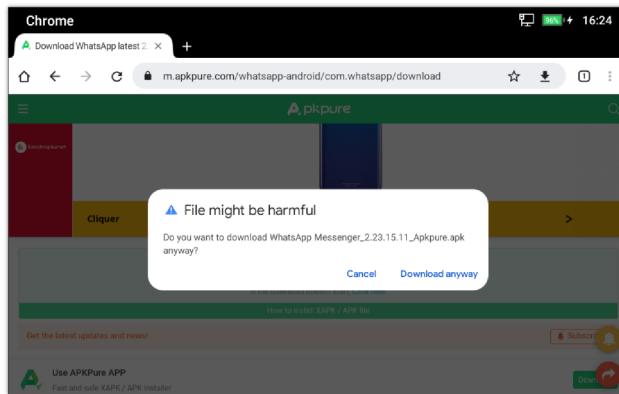 Chrome
96%
16:24
Download WhatsApp latest 2.
m.apkpure.com/whatsapp-android/com.whatsapp/download
1
pkpure
Cliquer
File might be harmful
Do you want to download WhatsApp Messenger_2.23.15.11_Apkpure.apk
anyway?
Cancel
Download anyway
How to install XAPK / APK file
Get the latest updates and news!
Subscr
Use APKPure APP
Fast and safe XAPK / APK installer
Down